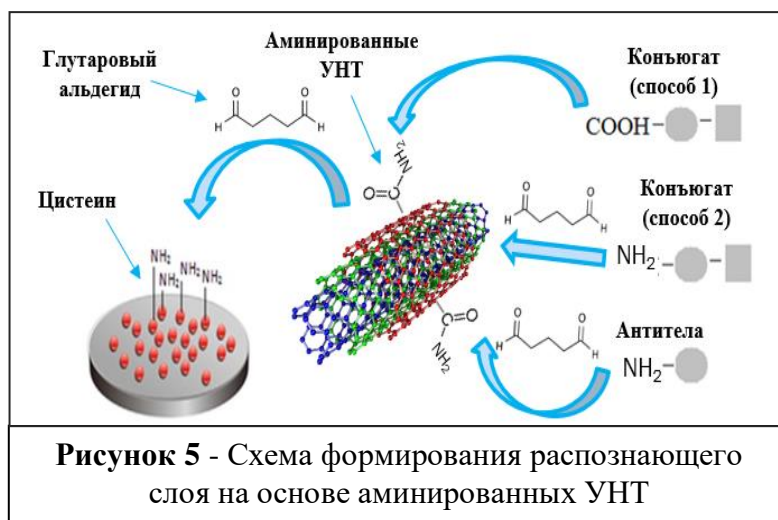 Глутаровый
альдегид
Аминированные
УНТ
Конъюгат
(способ 1)
COOH
O
O
H
H
NH2
O=C
Цистеин
NH2
NH2
NH2
NH2
O
O
H
H
Конъюгат
(способ 2)
NH2
C=O
NH2
O
O
H
H
Антитела
NH2
Рисунок 5 - Схема формирования распознающего
слоя на основе аминированных УНТ